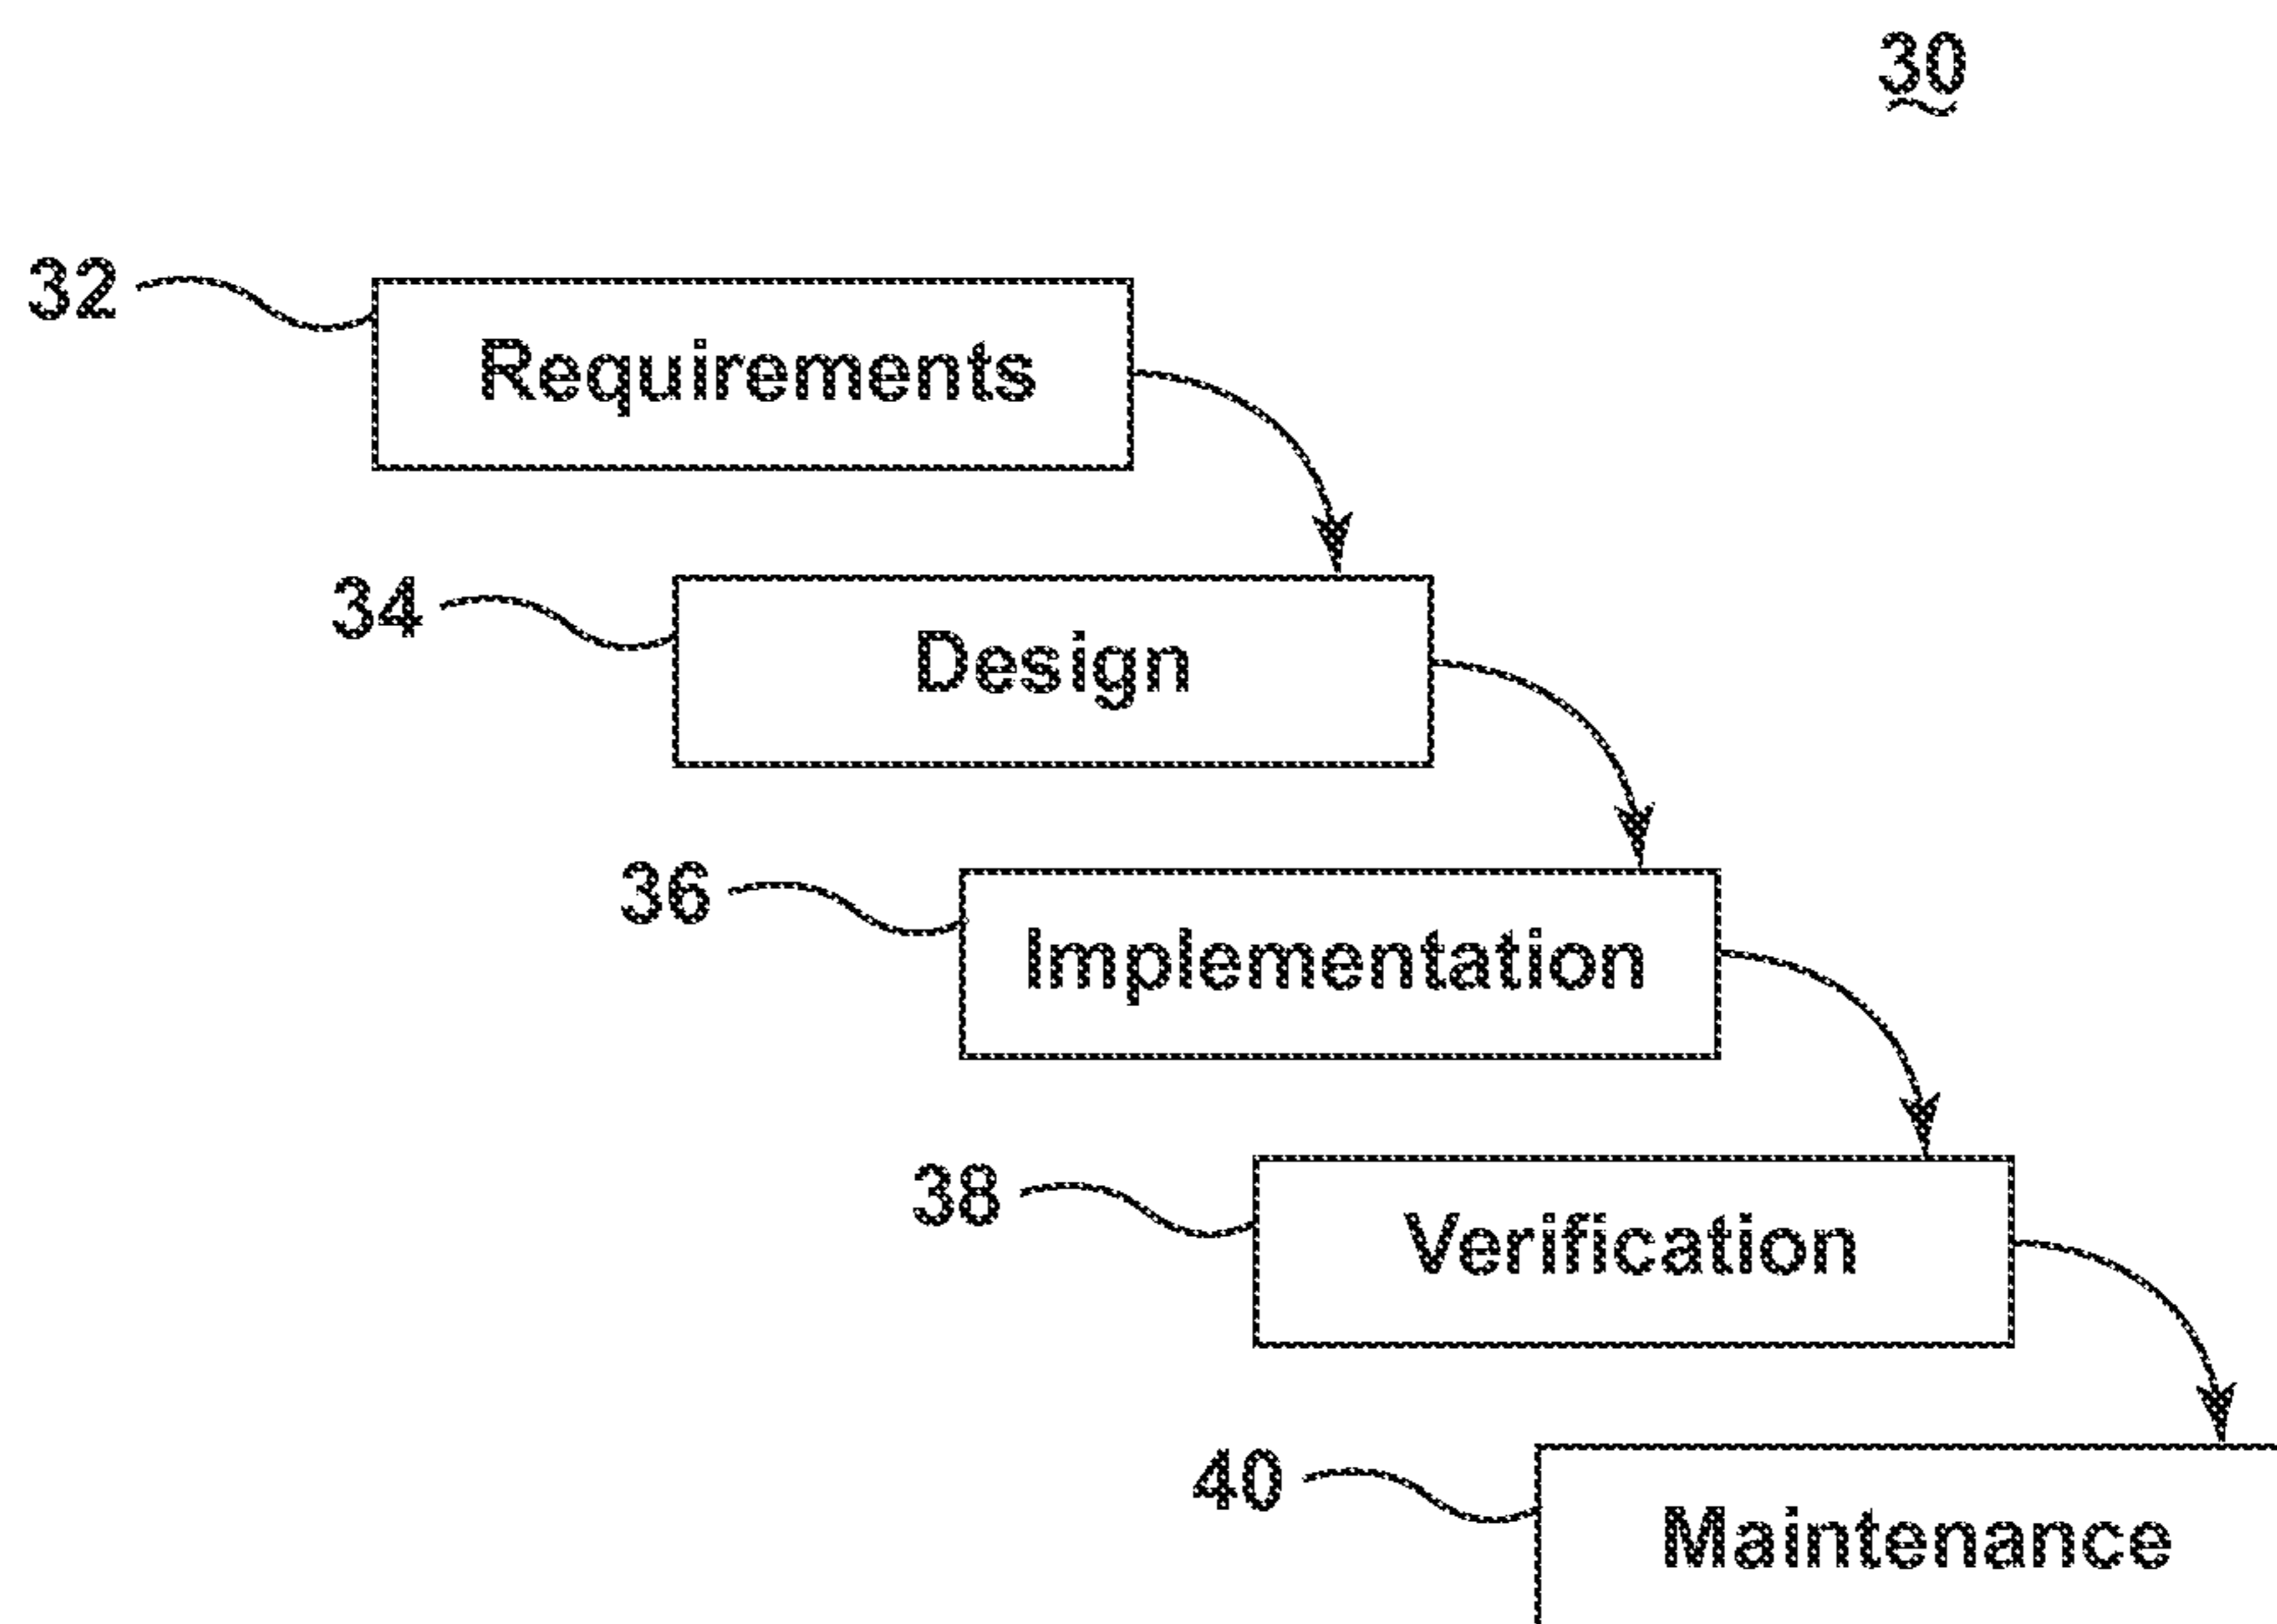 30
32
Requirements
34
Design
36
Implementation
38
Verification
40
Maintenance